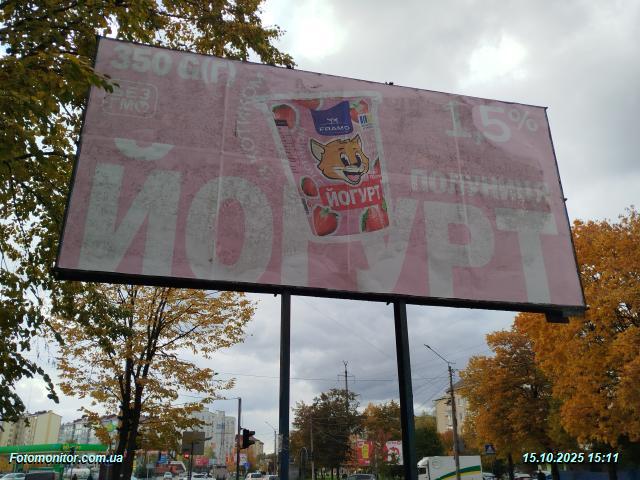 350 G(Г)
БЕЗ
ГМО
1,5%
FRAMO
ЙОГУРТ
ПОЛУНИЦЯ
ЙОГУРТ
Fotomonitor.com.ua
15.10.2025 15:11